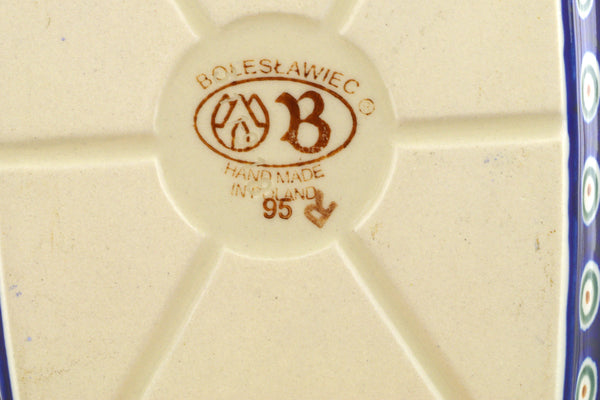 BOLESŁAWIEC ©
B
HAND MADE
IN POLAND
95 R